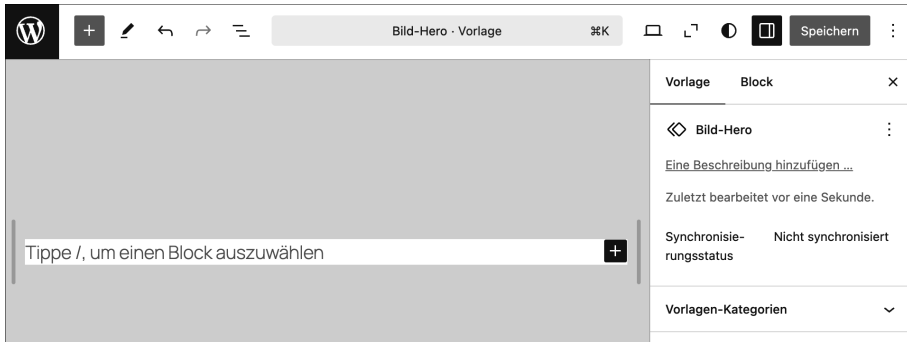 Bild-Hero · Vorlage ⌘K
Speichern
Vorlage Block
Bild-Hero
Eine Beschreibung hinzufügen ...
Zuletzt bearbeitet vor eine Sekunde.
Synchronisie- Nicht synchronisiert
rungsstatus
Tippe /, um einen Block auszuwählen
Vorlagen-Kategorien